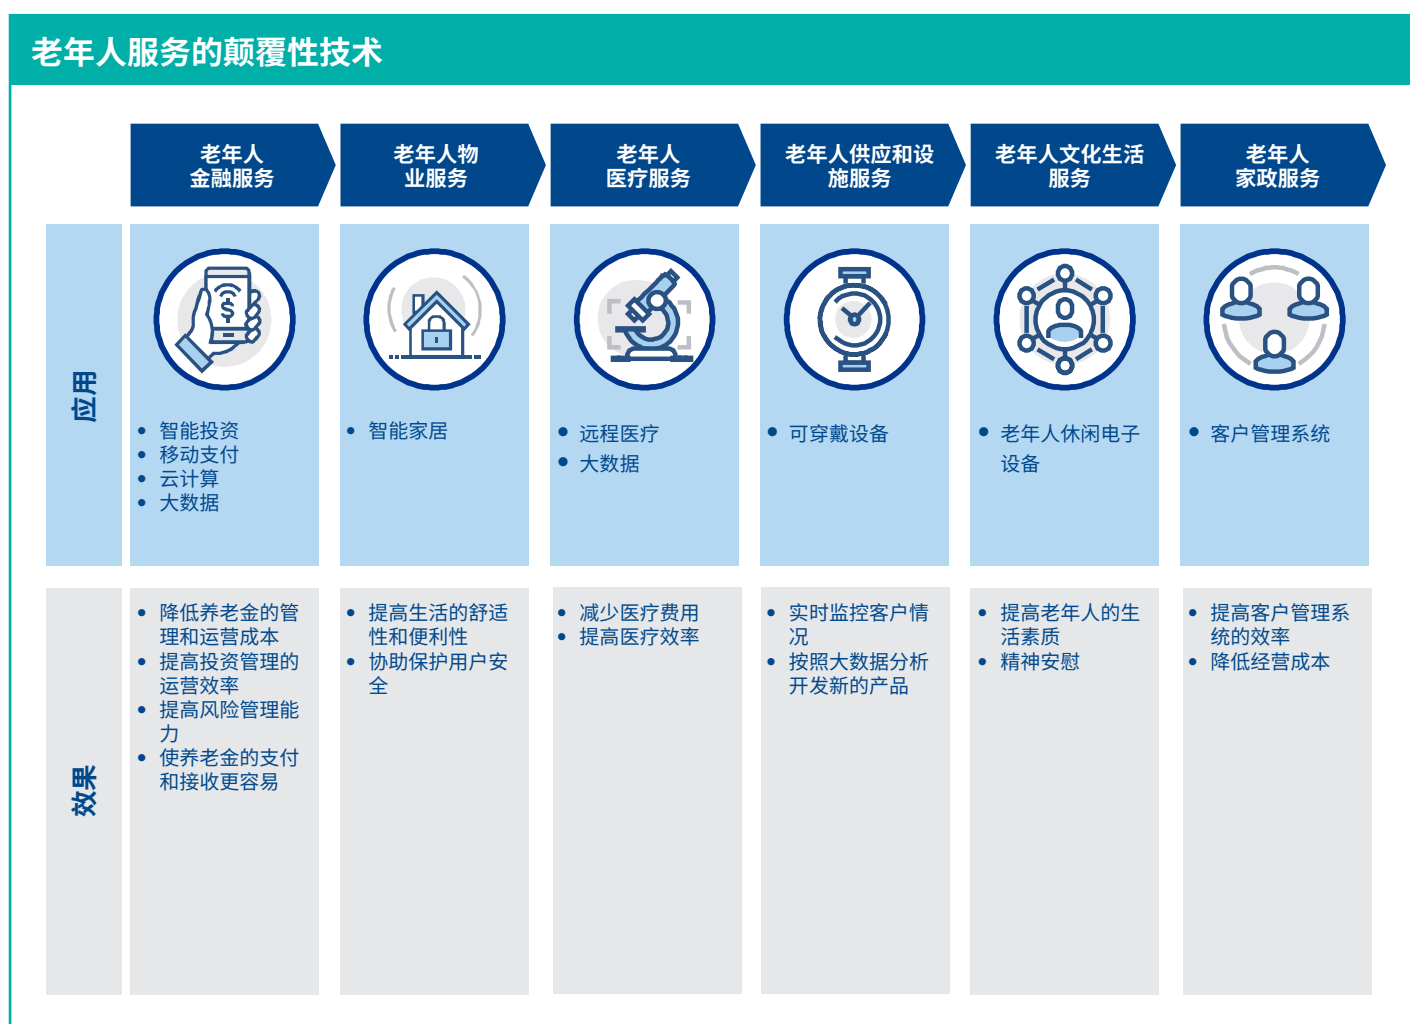 老年人服务的颠覆性技术
老年人
金融服务
老年人物
业服务
老年人
医疗服务
老年人供应和设
施服务
老年人文化生活
服务
老年人
家政服务
应用
$
• 智能投资
• 移动支付
• 云计算
• 大数据
• 智能家居
• 远程医疗
• 大数据
• 可穿戴设备
• 老年人休闲电子
设备
• 客户管理系统
效果
• 降低养老金的管
理和运营成本
• 提高投资管理的
运营效率
• 提高风险管理能
力
• 使养老金的支付
和接收更容易
• 提高生活的舒适
性和便利性
• 协助保护用户安
全
• 减少医疗费用
• 提高医疗效率
• 实时监控客户情
况
• 按照大数据分析
开发新的产品
• 提高老年人的生
活素质
• 精神安慰
• 提高客户管理系
统的效率
• 降低经营成本